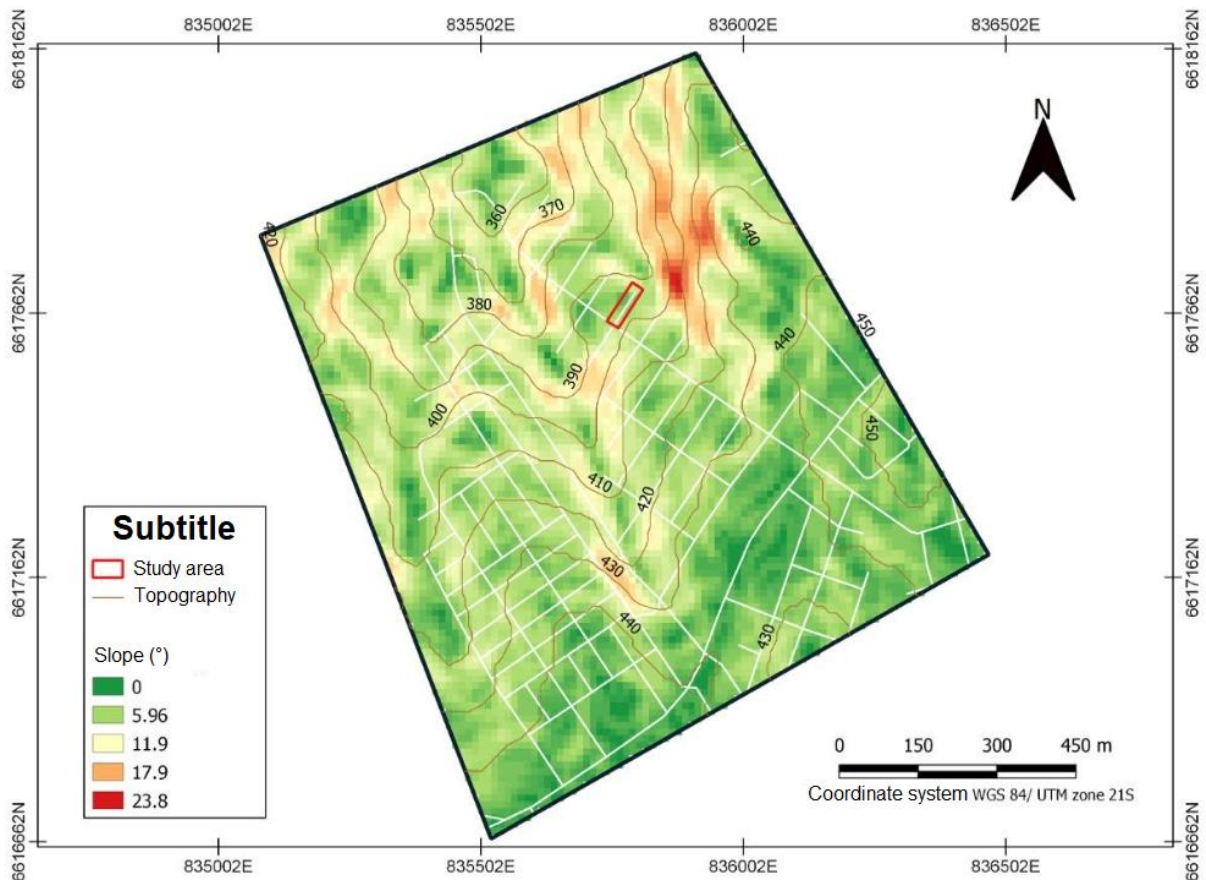 835002E 835502E 836002E 836502E
6618162N
6618162N
N
420
360
370
440
380
6617662N
6617662N
450
440
390
400
450
410
420
430
440
430
Subtitle
Study area
Topography
Slope (°)
0
5.96
11.9
17.9
23.8
6617162N
6617162N
0 150 300 450 m
Coordinate system WGS 84/ UTM zone 21S
6616662N
6616662N
835002E 835502E 836002E 836502E